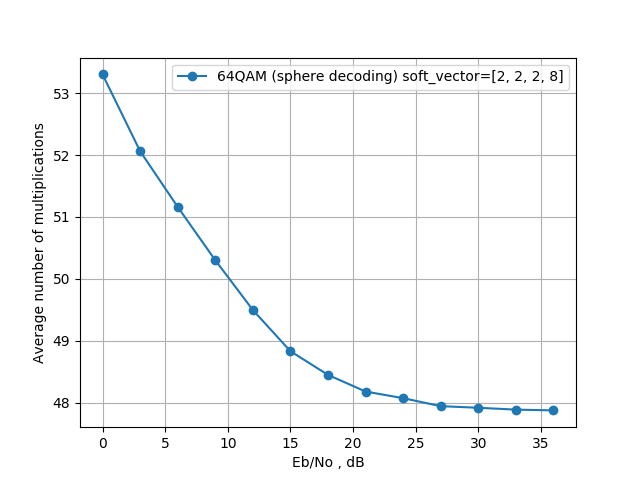 64QAM (sphere decoding) soft_vector=[2, 2, 2, 8]
53
52
51
50
49
48
Average number of multiplications
0 5 10 15 20 25 30 35
Eb/No , dB